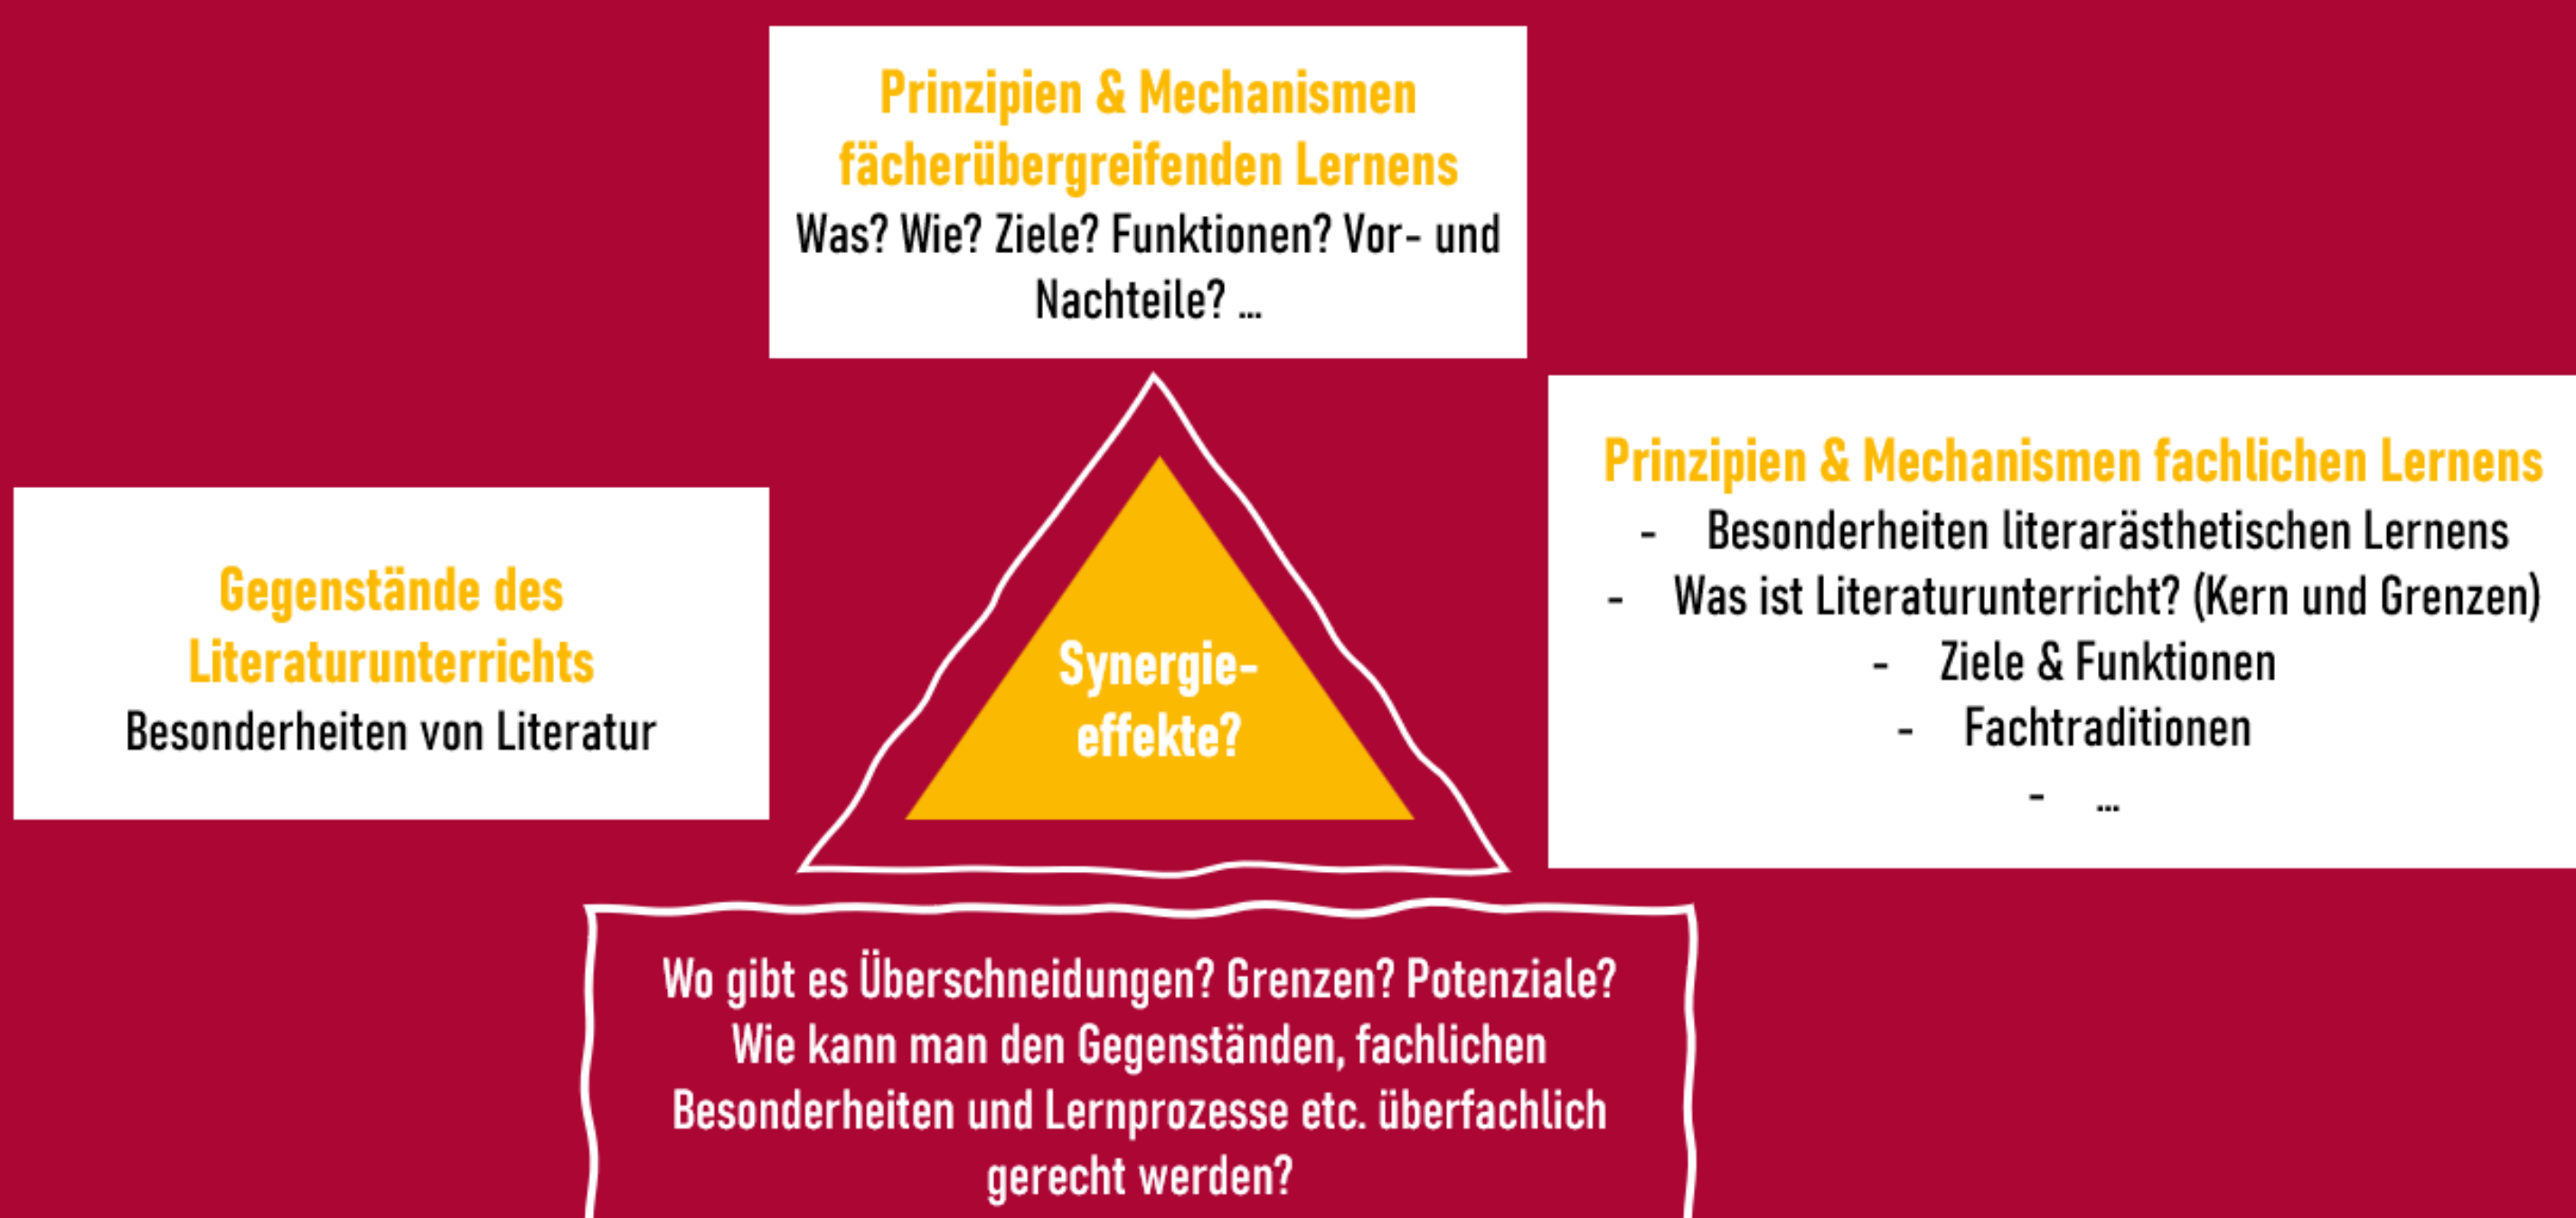 Prinzipien & Mechanismen
fächerübergreifenden Lernens
Was? Wie? Ziele? Funktionen? Vor- und
Nachteile? ...
Gegenstände des
Literaturunterrichts
Besonderheiten von Literatur
Synergie-
effekte?
Prinzipien & Mechanismen fachlichen Lernens
- Besonderheiten literarästhetischen Lernens
- Was ist Literaturunterricht? (Kern und Grenzen)
- Ziele & Funktionen
- Fachtraditionen
- ...
Wo gibt es Überschneidungen? Grenzen? Potenziale?
Wie kann man den Gegenständen, fachlichen
Besonderheiten und Lernprozesse etc. überfachlich
gerecht werden?